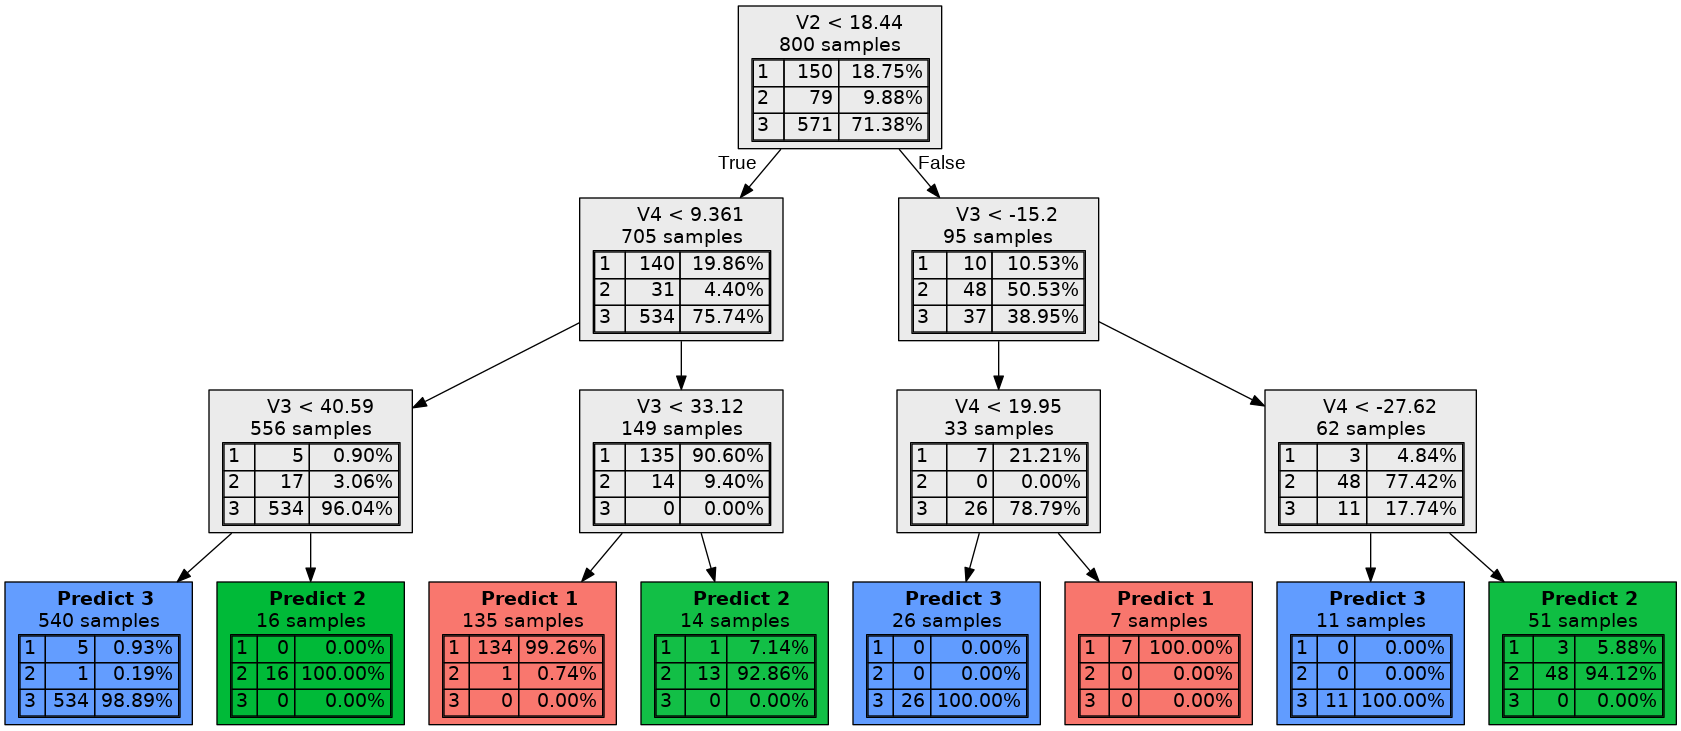 V2 < 18.44
800 samples
1 150 18.75%
2 79 9.88%
3 571 71.38%
True
False
V4 < 9.361
705 samples
1 140 19.86%
2 31 4.40%
3 534 75.74%
V3 < -15.2
95 samples
1 10 10.53%
2 48 50.53%
3 37 38.95%
V3 < 40.59
556 samples
1 5 0.90%
2 17 3.06%
3 534 96.04%
V3 < 33.12
149 samples
1 135 90.60%
2 14 9.40%
3 0 0.00%
V4 < 19.95
33 samples
1 7 21.21%
2 0 0.00%
3 26 78.79%
V4 < -27.62
62 samples
1 3 4.84%
2 48 77.42%
3 11 17.74%
Predict 3
540 samples
1 5 0.93%
2 1 0.19%
3 534 98.89%
Predict 2
16 samples
1 0 0.00%
2 16 100.00%
3 0 0.00%
Predict 1
135 samples
1 134 99.26%
2 1 0.74%
3 0 0.00%
Predict 2
14 samples
1 1 7.14%
2 13 92.86%
3 0 0.00%
Predict 3
26 samples
1 0 0.00%
2 0 0.00%
3 26 100.00%
Predict 1
7 samples
1 7 100.00%
2 0 0.00%
3 0 0.00%
Predict 3
11 samples
1 0 0.00%
2 0 0.00%
3 11 100.00%
Predict 2
51 samples
1 3 5.88%
2 48 94.12%
3 0 0.00%